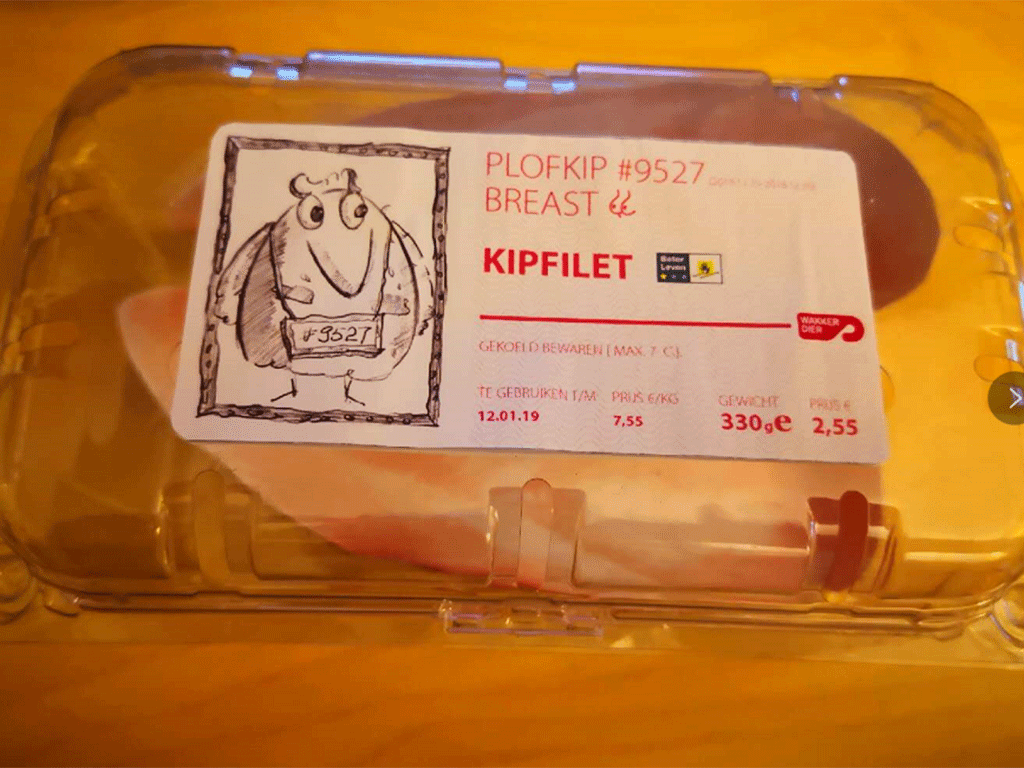 #9527
PLOFKIP #9527
BREAST
KIPFILET
Beter
Leven
WAKKER
DIER
GEKOELD BEWAREN [ MAX. 7 C].
TE GEBRUIKEN T/M PRIJS €/KG GEWICHT PRIJS €
12.01.19 7,55 330g℮ 2,55